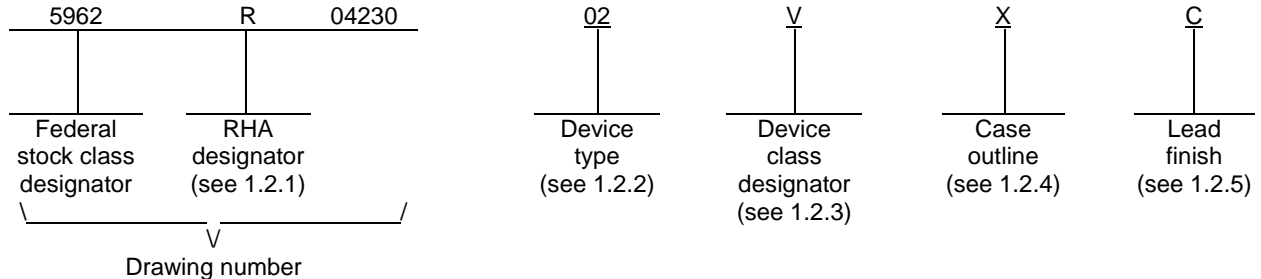 5962 R 04230 02 V X C
Federal stock class designator
RHA designator (see 1.2.1)
Device type (see 1.2.2)
Device class designator (see 1.2.3)
Case outline (see 1.2.4)
Lead finish (see 1.2.5)
\ /
\/
Drawing number